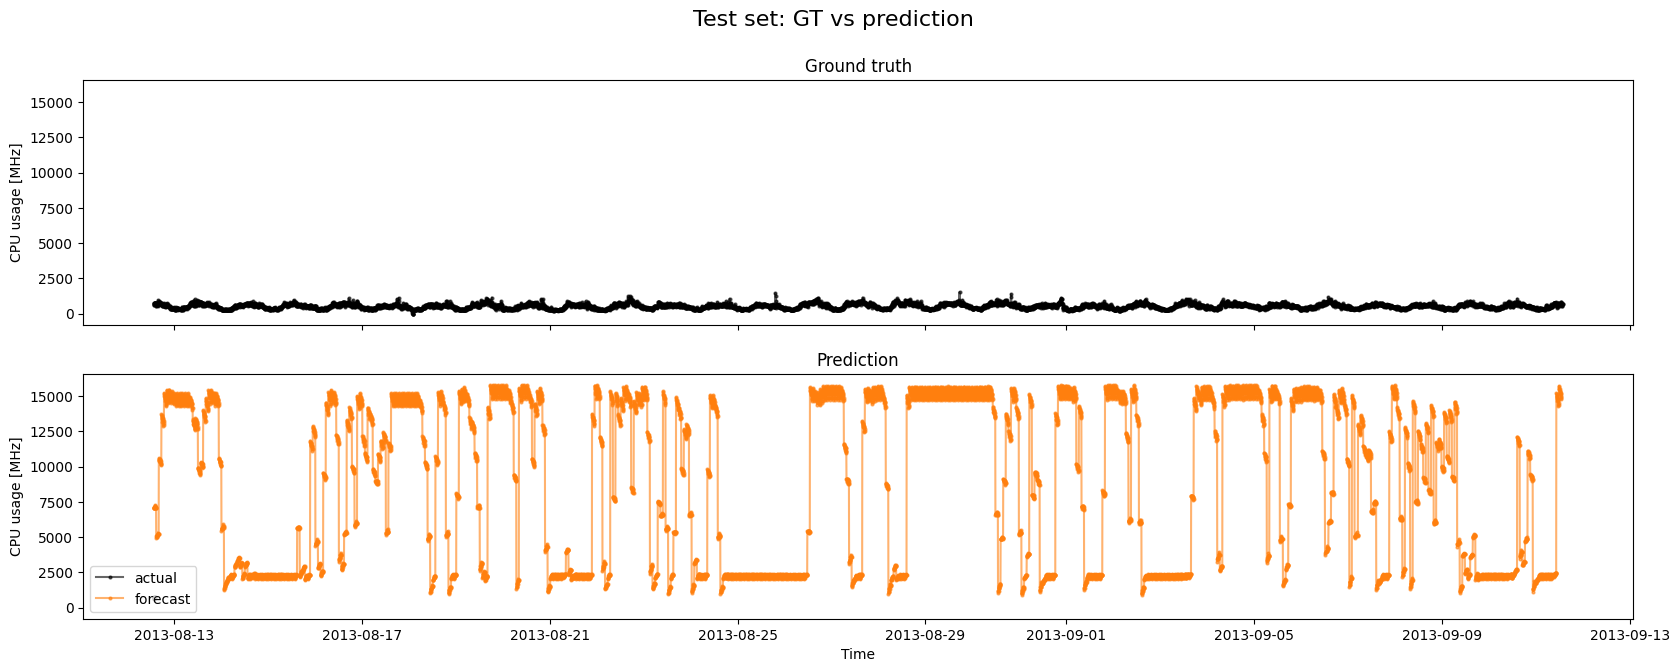 Test set: GT vs prediction
Ground truth
CPU usage [MHz]
15000
12500
10000
7500
5000
2500
0
Prediction
CPU usage [MHz]
15000
12500
10000
7500
5000
2500
0
actual
forecast
2013-08-13 2013-08-17 2013-08-21 2013-08-25 2013-08-29 2013-09-01 2013-09-05 2013-09-09 2013-09-13
Time